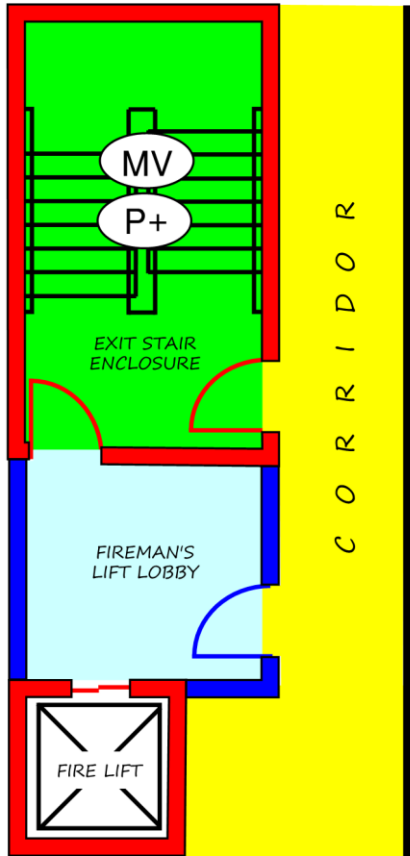 MV
P+
EXIT STAIR
ENCLOSURE
CORRIDOR
FIREMAN'S
LIFT LOBBY
FIRE LIFT